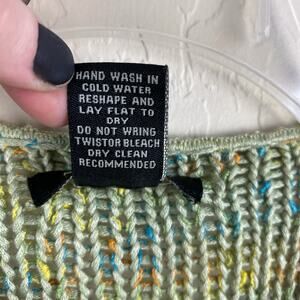 HAND WASH IN
COLD WATER
RESHAPE AND
LAY FLAT TO
DRY
DO NOT WRING
TWISTOR BLEACH
DRY CLEAN
RECOMMENDED